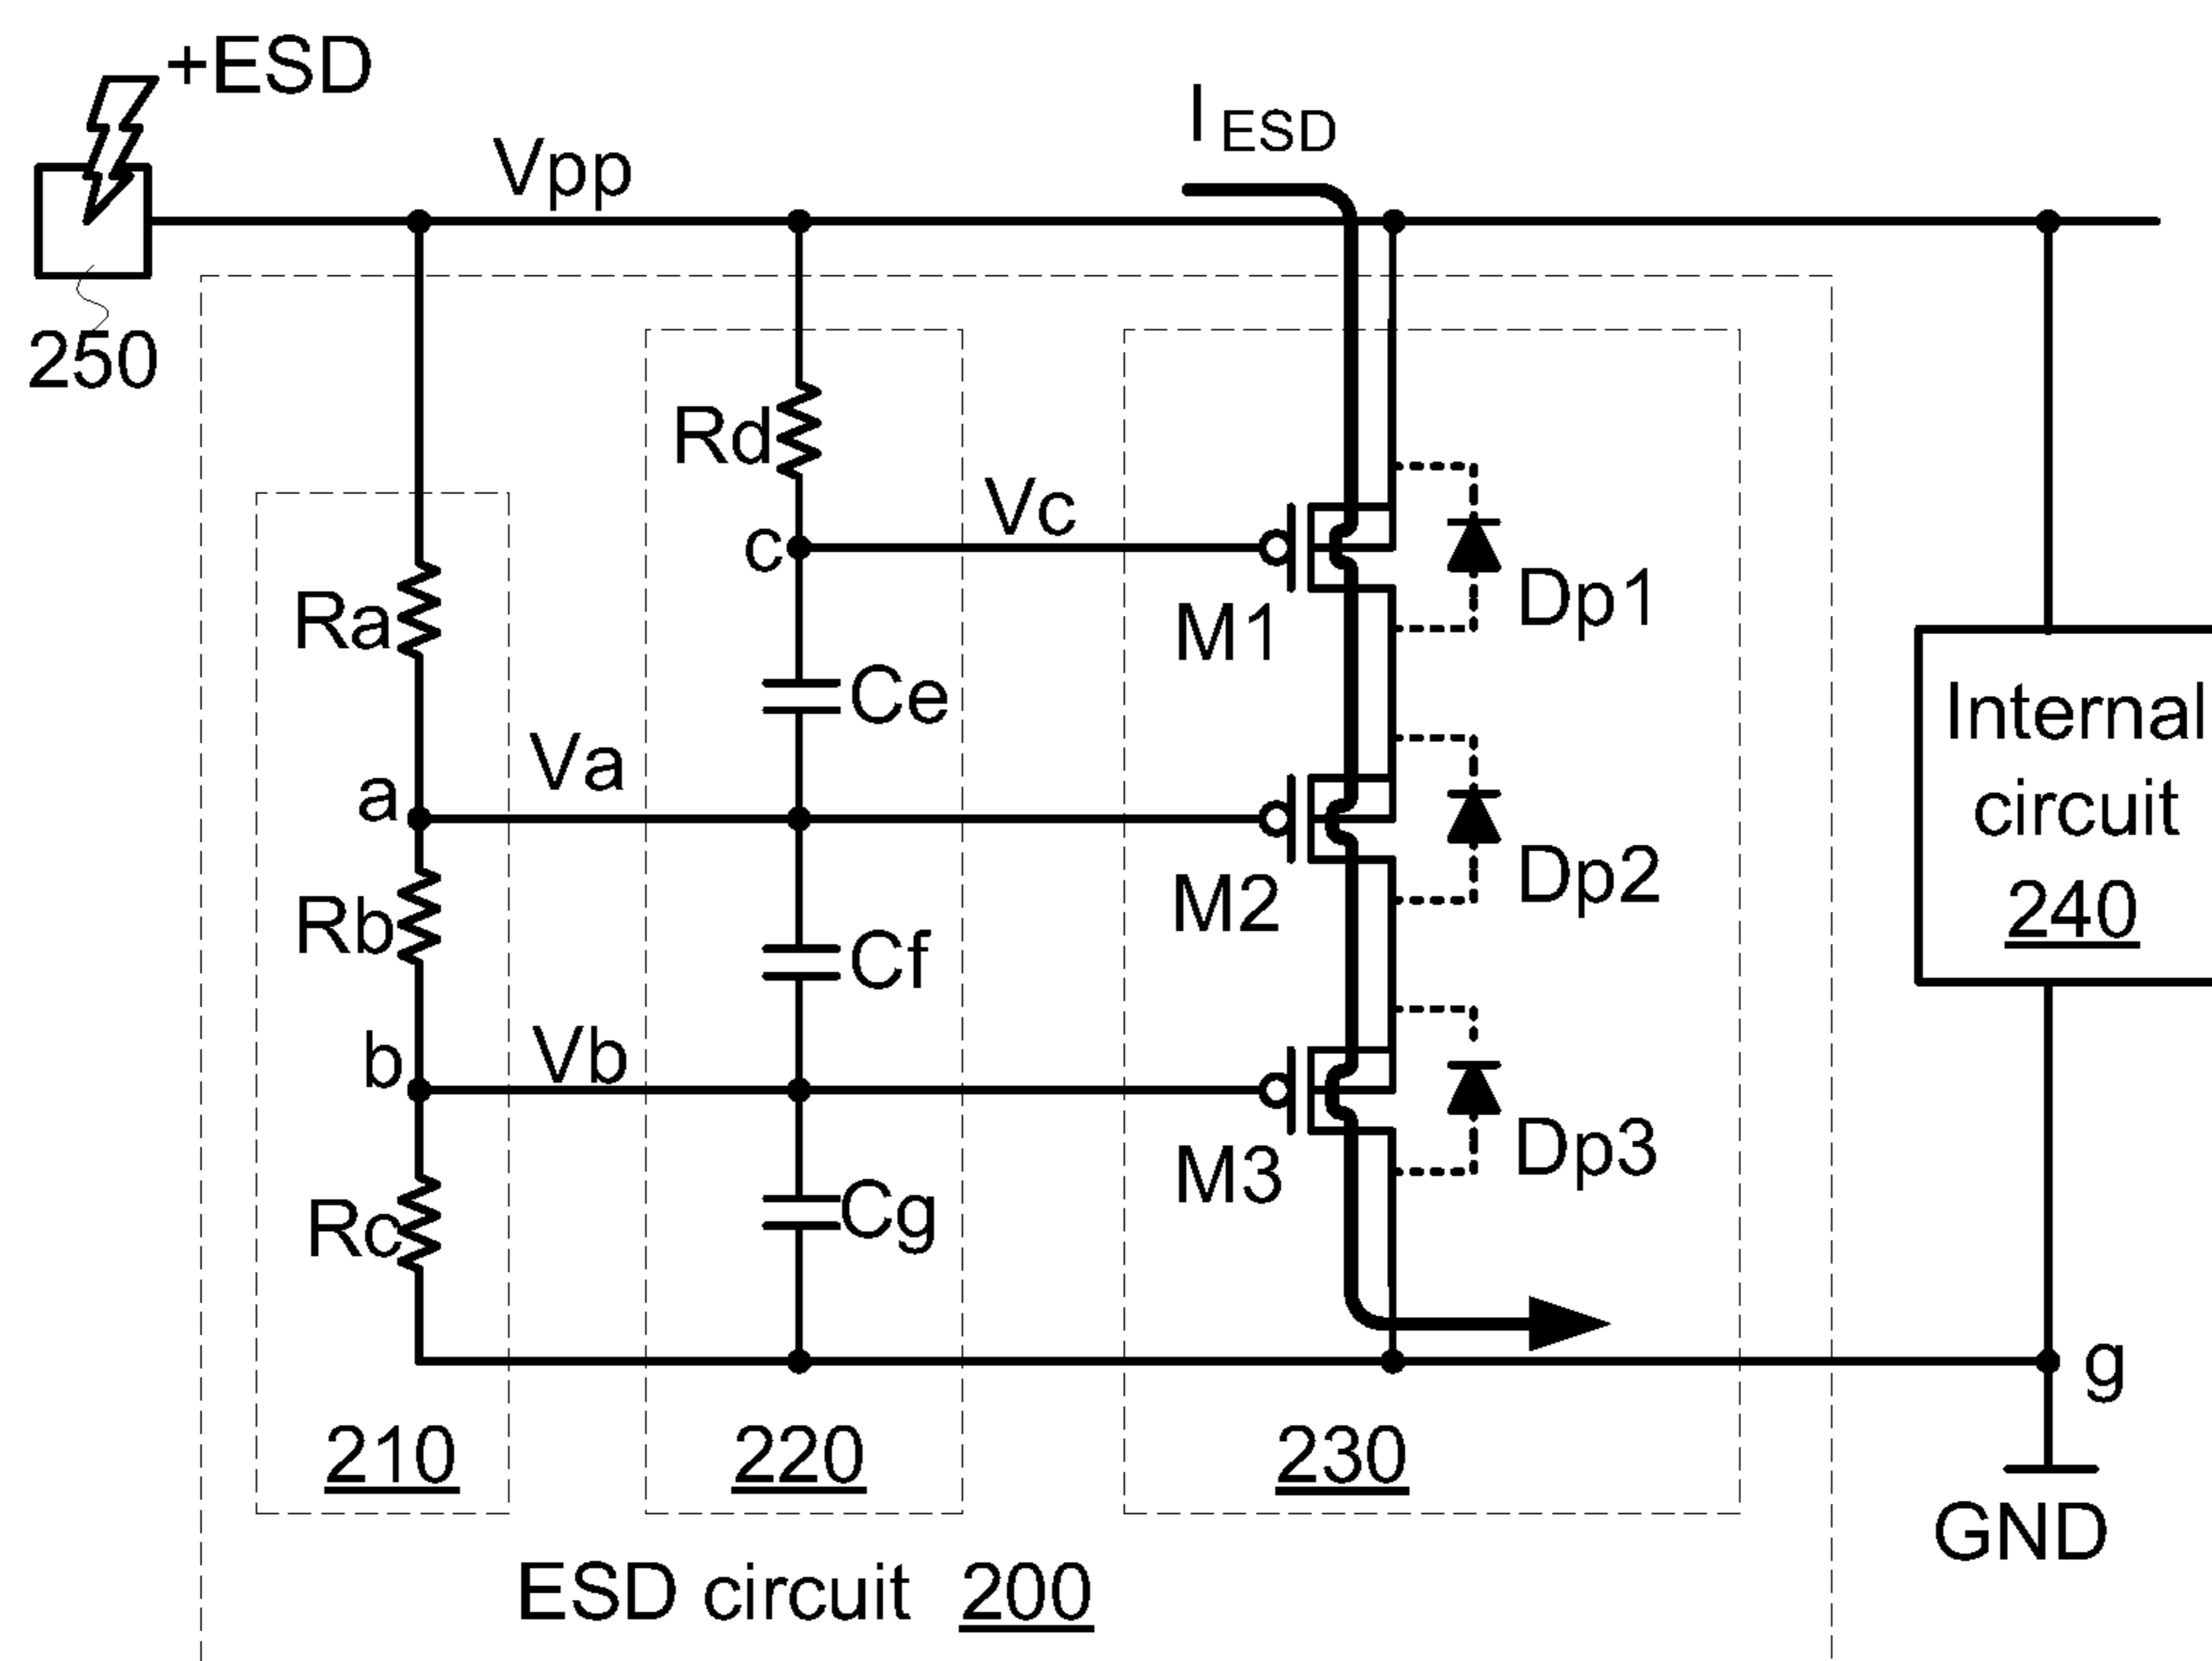 +ESD
I ESD
Vpp
250
Rd
Vc
c
Ra
M1
Dp1
Ce
Internal
circuit
240
Va
a
Rb
M2
Dp2
Cf
Vb
b
Rc
M3
Dp3
Cg
g
210
220
230
GND
ESD circuit 200